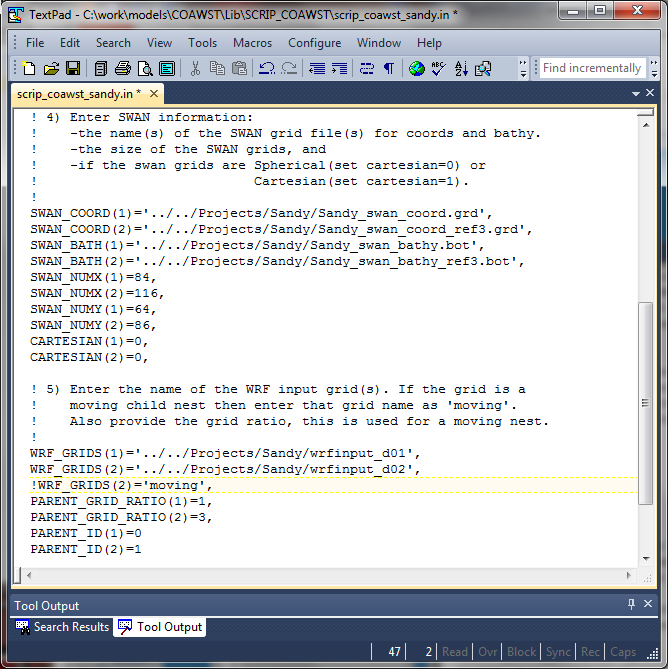 TextPad - C:\work\models\COAWST\Lib\SCRIP_COAWST\scrip_coawst_sandy.in *
File Edit Search View Tools Macros Configure Window Help
Find incrementally
scrip_coawst_sandy.in *
! 4) Enter SWAN information:
!    -the name(s) of the SWAN grid file(s) for coords and bathy.
!    -the size of the SWAN grids, and
!    -if the swan grids are Spherical(set cartesian=0) or
!                           Cartesian(set cartesian=1).
!
SWAN_COORD(1)='../../Projects/Sandy/Sandy_swan_coord.grd',
SWAN_COORD(2)='../../Projects/Sandy/Sandy_swan_coord_ref3.grd',
SWAN_BATH(1)='../../Projects/Sandy/Sandy_swan_bathy.bot',
SWAN_BATH(2)='../../Projects/Sandy/Sandy_swan_bathy_ref3.bot',
SWAN_NUMX(1)=84,
SWAN_NUMX(2)=116,
SWAN_NUMY(1)=64,
SWAN_NUMY(2)=86,
CARTESIAN(1)=0,
CARTESIAN(2)=0,
! 5) Enter the name of the WRF input grid(s). If the grid is a
!    moving child nest then enter that grid name as 'moving'.
!    Also provide the grid ratio, this is used for a moving nest.
!
WRF_GRIDS(1)='../../Projects/Sandy/wrfinput_d01',
WRF_GRIDS(2)='../../Projects/Sandy/wrfinput_d02',
!WRF_GRIDS(2)='moving',
PARENT_GRID_RATIO(1)=1,
PARENT_GRID_RATIO(2)=3,
PARENT_ID(1)=0
PARENT_ID(2)=1
Tool Output
Search Results Tool Output
47 2 Read Ovr Block Sync Rec Caps